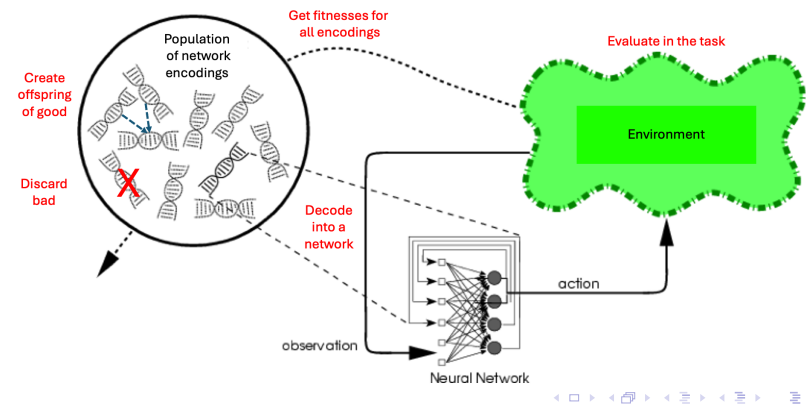 Get fitnesses for
all encodings
Population
of network
encodings
Evaluate in the task
Create
offspring
of good
X
Environment
Discard
bad
Decode
into a
network
action
observation
Neural Network